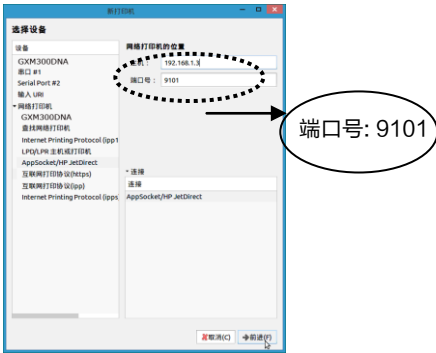 新打印机
选择设备
设备
GXM300DNA
串口 #1
Serial Port #2
输入 URI
网络打印机
GXM300DNA
查找网络打印机
Internet Printing Protocol (ipp1
LPD/LPR 主机或打印机
AppSocket/HP JetDirect
互联网打印协议(https)
互联网打印协议(ipp)
Internet Printing Protocol (ipps
网络打印机的位置
主机: 192.168.1.3
端口号: 9101
连接
连接
AppSocket/HP JetDirect
取消(C)
前进(F)
端口号: 9101